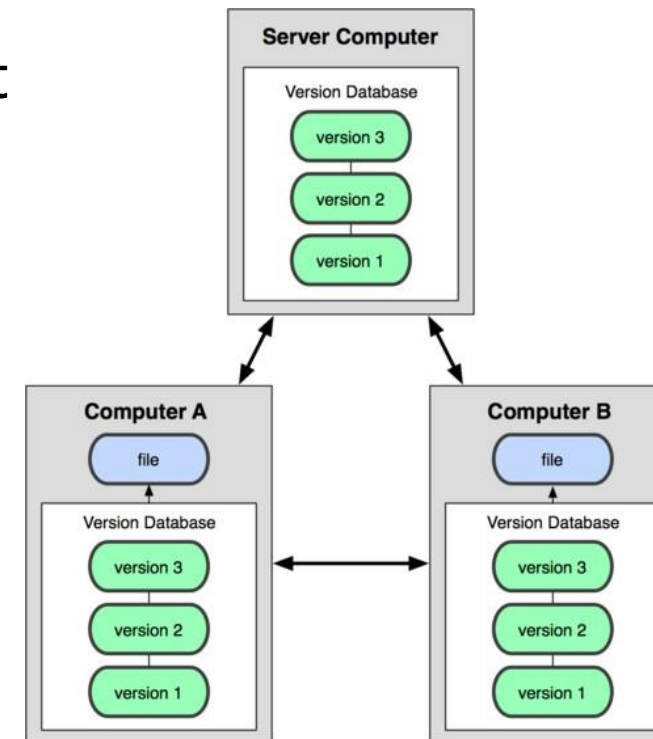 t
Server Computer
Version Database
version 3
version 2
version 1
Computer A
file
Version Database
version 3
version 2
version 1
Computer B
file
Version Database
version 3
version 2
version 1